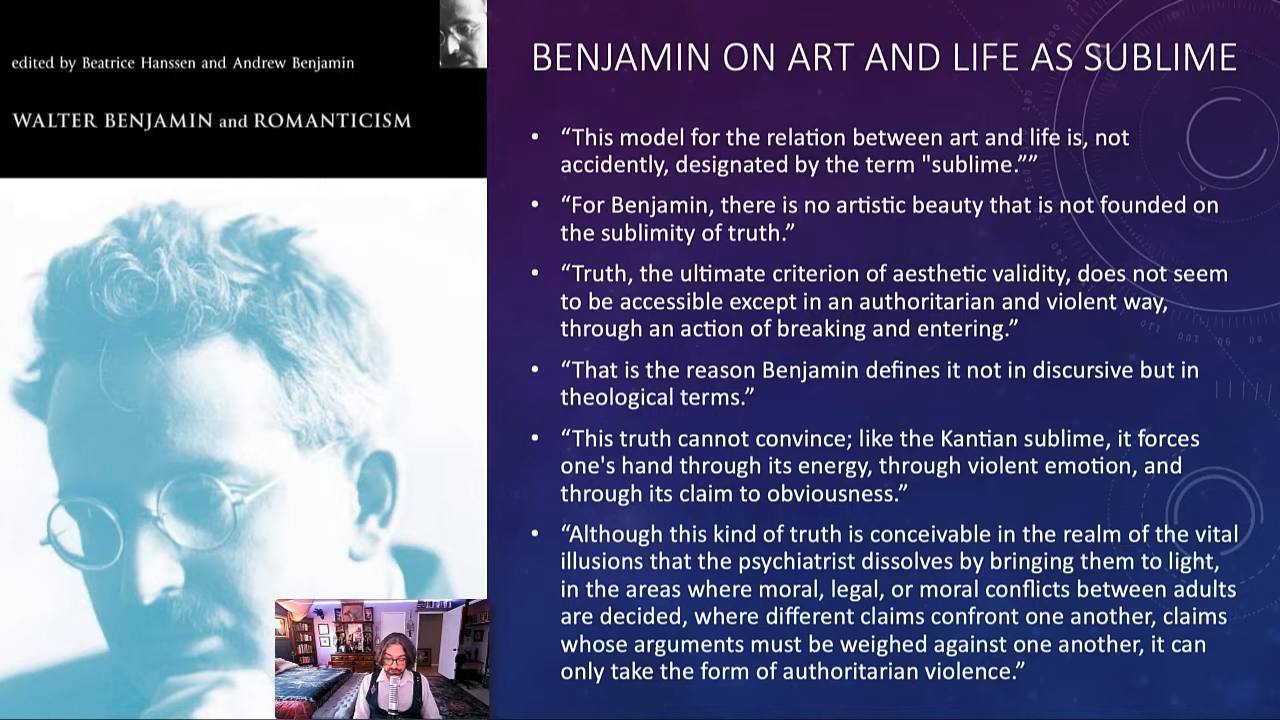 edited by Beatrice Hanssen and Andrew Benjamin
WALTER BENJAMIN and ROMANTICISM
BENJAMIN ON ART AND LIFE AS SUBLIME
• “This model for the relation between art and life is, not
accidently, designated by the term "sublime.””
• “For Benjamin, there is no artistic beauty that is not founded on
the sublimity of truth.”
• “Truth, the ultimate criterion of aesthetic validity, does not seem
to be accessible except in an authoritarian and violent way,
through an action of breaking and entering.”
• “That is the reason Benjamin defines it not in discursive but in
theological terms.”
• “This truth cannot convince; like the Kantian sublime, it forces
one's hand through its energy, through violent emotion, and
through its claim to obviousness.”
• “Although this kind of truth is conceivable in the realm of the vital
illusions that the psychiatrist dissolves by bringing them to light,
in the areas where moral, legal, or moral conflicts between adults
are decided, where different claims confront one another, claims
whose arguments must be weighed against one another, it can
only take the form of authoritarian violence.”